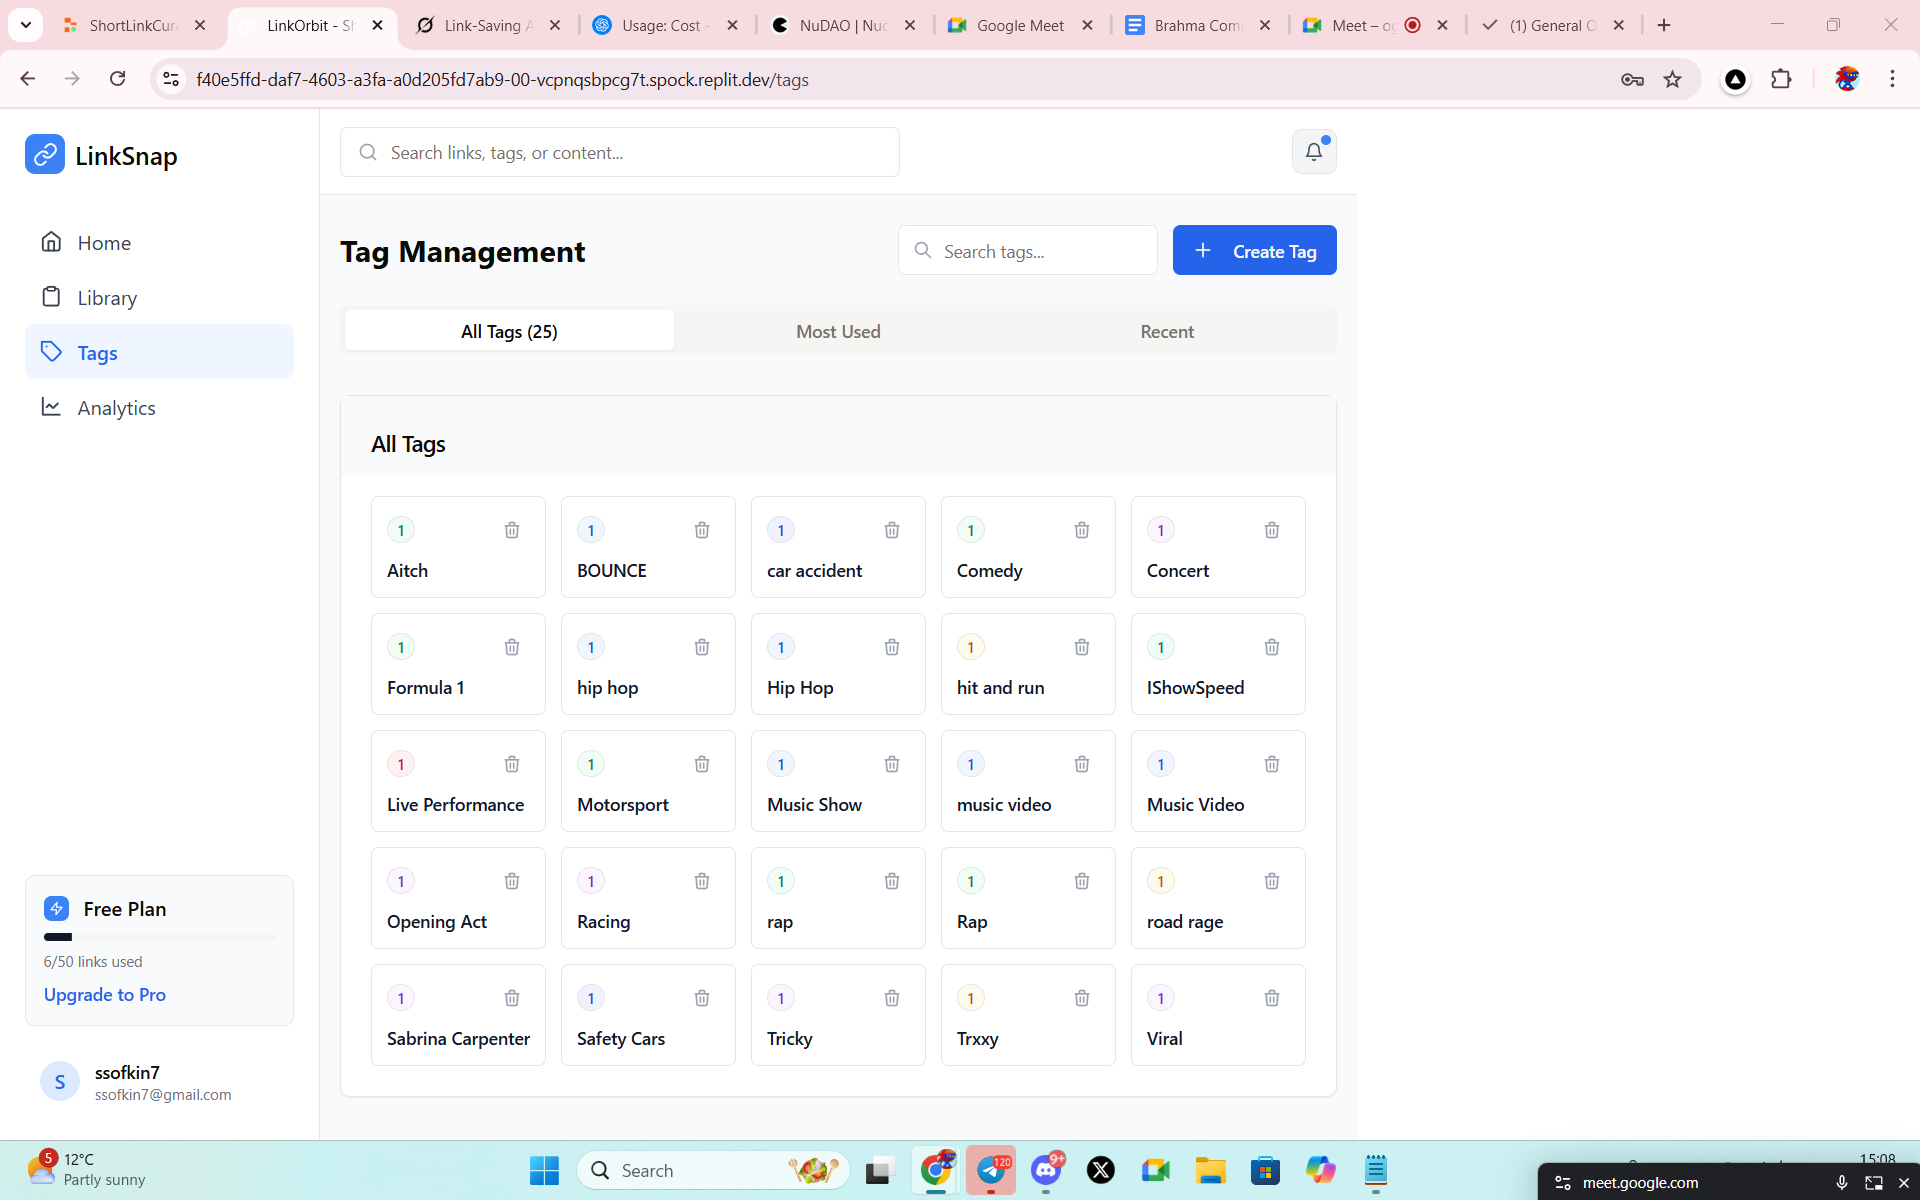 ShortLinkCura
LinkOrbit - Sh
Link-Saving A
Usage: Cost -
NuDAO | Nuc
Google Meet
Brahma Com
Meet – og
(1) General O
f40e5ffd-daf7-4603-a3fa-a0d205fd7ab9-00-vcpnqsbpcg7t.spock.replit.dev/tags
LinkSnap
Search links, tags, or content...
Home
Library
Tags
Analytics
Tag Management
Search tags...
Create Tag
All Tags (25)
Most Used
Recent
All Tags
1 1 1 1 1
Aitch BOUNCE car accident Comedy Concert
1 1 1 1 1
Formula 1 hip hop Hip Hop hit and run IShowSpeed
1 1 1 1 1
Live Performance Motorsport Music Show music video Music Video
1 1 1 1 1
Opening Act Racing rap Rap road rage
1 1 1 1 1
Sabrina Carpenter Safety Cars Tricky Trxxy Viral
Free Plan
6/50 links used
Upgrade to Pro
S
ssofkin7
ssofkin7@gmail.com
5
12°C
Partly sunny
Search
120
9+
15:08
meet.google.com